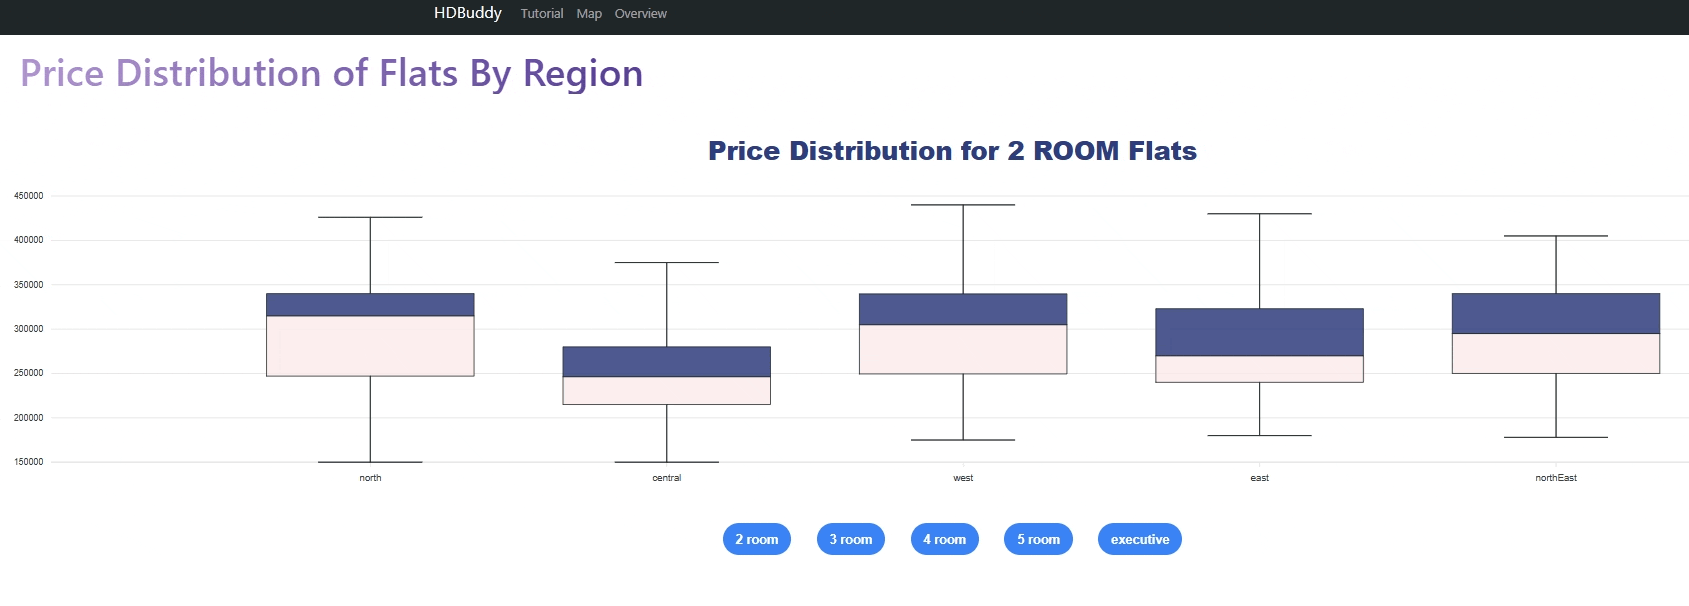 HDBuddy Tutorial Map Overview
Price Distribution of Flats By Region
Price Distribution for 2 ROOM Flats
450000
400000
350000
300000
250000
200000
150000
north central west east northEast
2 room 3 room 4 room 5 room executive